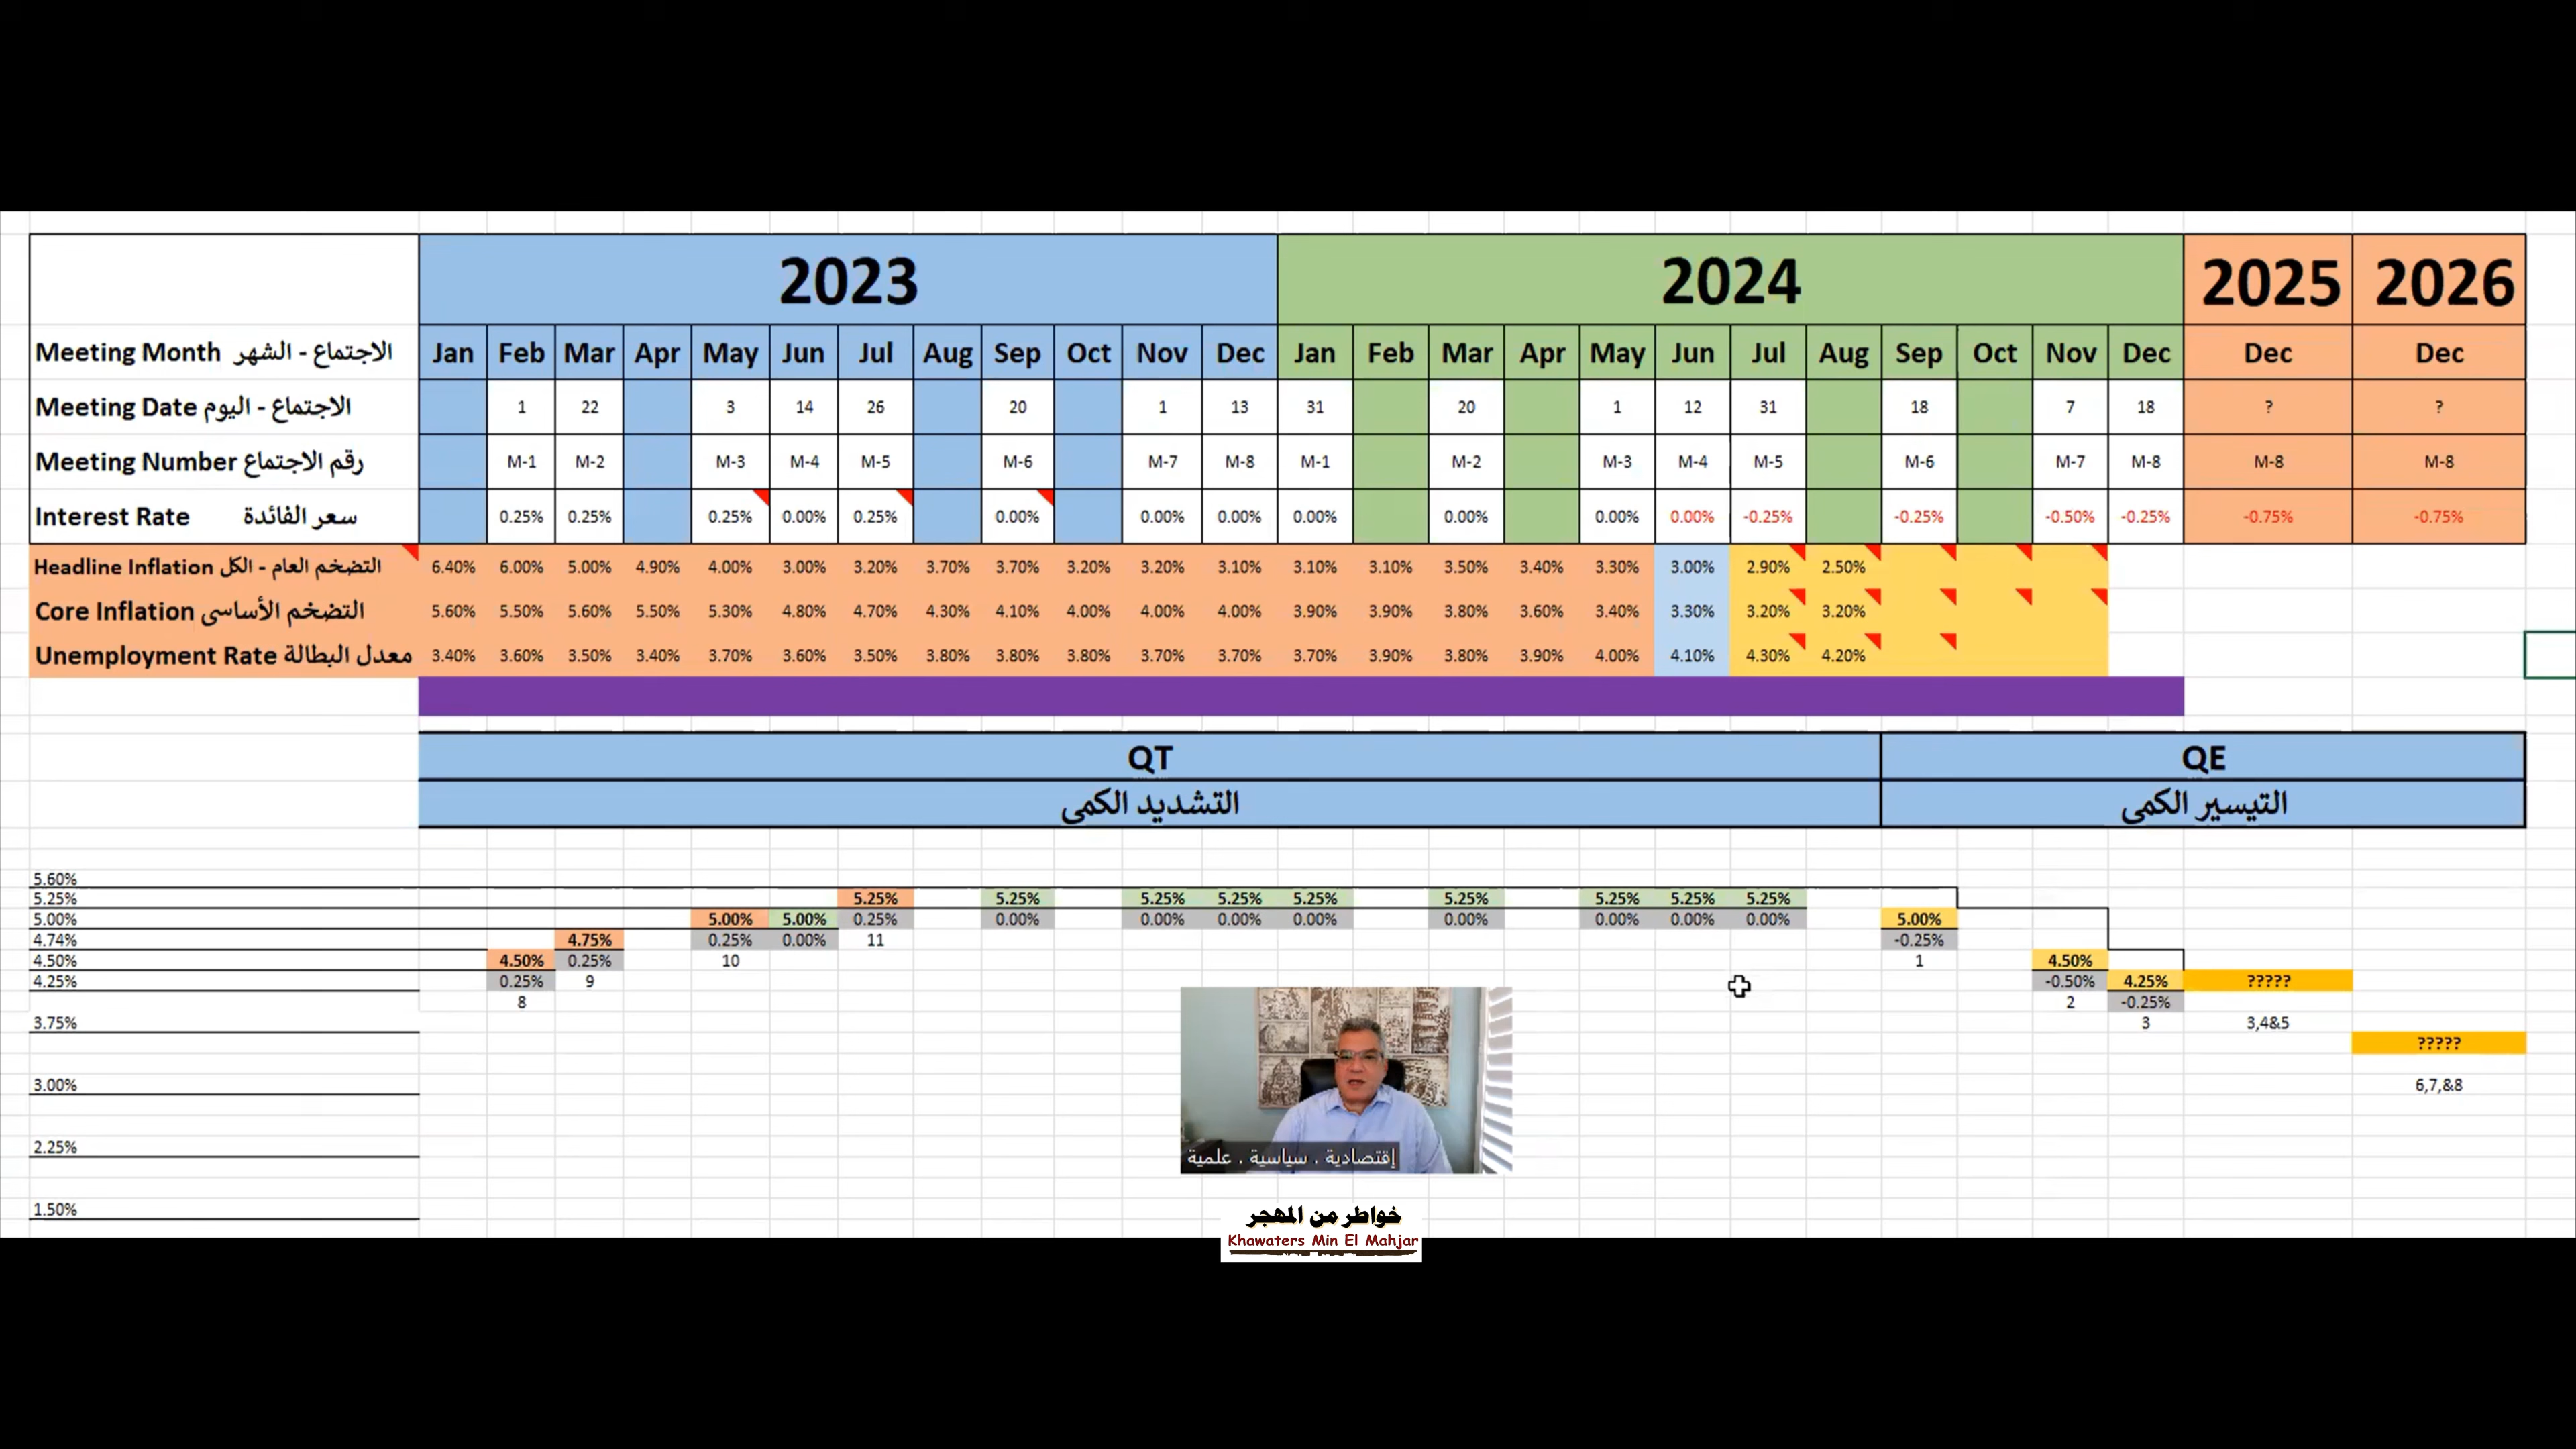 2023 2024 2025 2026
Meeting Month الاجتماع - الشهر Jan Feb Mar Apr May Jun Jul Aug Sep Oct Nov Dec Jan Feb Mar Apr May Jun Jul Aug Sep Oct Nov Dec Dec Dec
Meeting Date الاجتماع - اليوم 1 22 3 14 26 20 1 13 31 20 1 12 31 18 7 18 ? ?
Meeting Number رقم الاجتماع M-1 M-2 M-3 M-4 M-5 M-6 M-7 M-8 M-1 M-2 M-3 M-4 M-5 M-6 M-7 M-8 M-8 M-8
Interest Rate سعر الفائدة 0.25% 0.25% 0.25% 0.00% 0.25% 0.00% 0.00% 0.00% 0.00% 0.00% 0.00% 0.00% -0.25% -0.25% -0.50% -0.25% -0.75% -0.75%
Headline Inflation التضخم العام - الكل 6.40% 6.00% 5.00% 4.90% 4.00% 3.00% 3.20% 3.70% 3.70% 3.20% 3.20% 3.10% 3.10% 3.10% 3.50% 3.40% 3.30% 3.00% 2.90% 2.50%
Core Inflation التضخم الأساسى 5.60% 5.50% 5.60% 5.50% 5.30% 4.80% 4.70% 4.30% 4.10% 4.00% 4.00% 4.00% 3.90% 3.90% 3.80% 3.60% 3.40% 3.30% 3.20% 3.20%
Unemployment Rate معدل البطالة 3.40% 3.60% 3.50% 3.40% 3.70% 3.60% 3.50% 3.80% 3.80% 3.80% 3.70% 3.70% 3.70% 3.90% 3.80% 3.90% 4.00% 4.10% 4.30% 4.20%
QT QE
التشديد الكمى التيسير الكمى
5.60%
5.25% 5.25% 5.25% 5.25% 5.25% 5.25% 5.25% 5.25% 5.25% 5.25%
5.00% 5.00% 5.00% 0.25% 0.00% 0.00% 0.00% 0.00% 0.00% 0.00% 0.00% 0.00% 5.00%
4.74% 4.75% 0.25% 0.00% 11 -0.25%
4.50% 4.50% 0.25% 10 1 4.50%
4.25% 0.25% 9 -0.50% 4.25% ?????
8 2 -0.25%
3.75% 3 3,4&5
?????
3.00% 6,7,&8
2.25%
إقتصادية . سياسية . علمية
1.50%
خواطر من المهجر
Khawaters Min El Mahjar